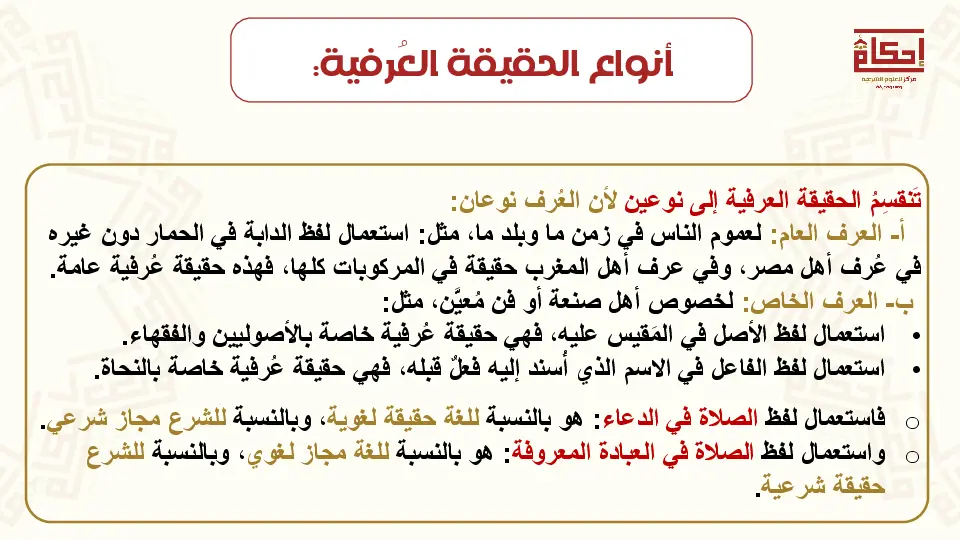 أنواع الحقيقة العُرفية:
إحكام
مركز للعلوم الشرعية
تَنقسِمُ الحقيقة العرفية إلى نوعين لأن العُرف نوعان:
أ- العرف العام: لعموم الناس في زمن ما وبلد ما، مثل: استعمال لفظ الدابة في الحمار دون غيره
في عُرف أهل مصر، وفي عرف أهل المغرب حقيقة في المركوبات كلها، فهذه حقيقة عُرفية عامة.
ب- العرف الخاص: لخصوص أهل صنعة أو فن مُعيَّن، مثل:
• استعمال لفظ الأصل في المَقيس عليه، فهي حقيقة عُرفية خاصة بالأصوليين والفقهاء.
• استعمال لفظ الفاعل في الاسم الذي أُسند إليه فعلٌ قبله، فهي حقيقة عُرفية خاصة بالنحاة.
o فاستعمال لفظ الصلاة في الدعاء: هو بالنسبة للغة حقيقة لغوية، وبالنسبة للشرع مجاز شرعي.
o واستعمال لفظ الصلاة في العبادة المعروفة: هو بالنسبة للغة مجاز لغوي، وبالنسبة للشرع
حقيقة شرعية.